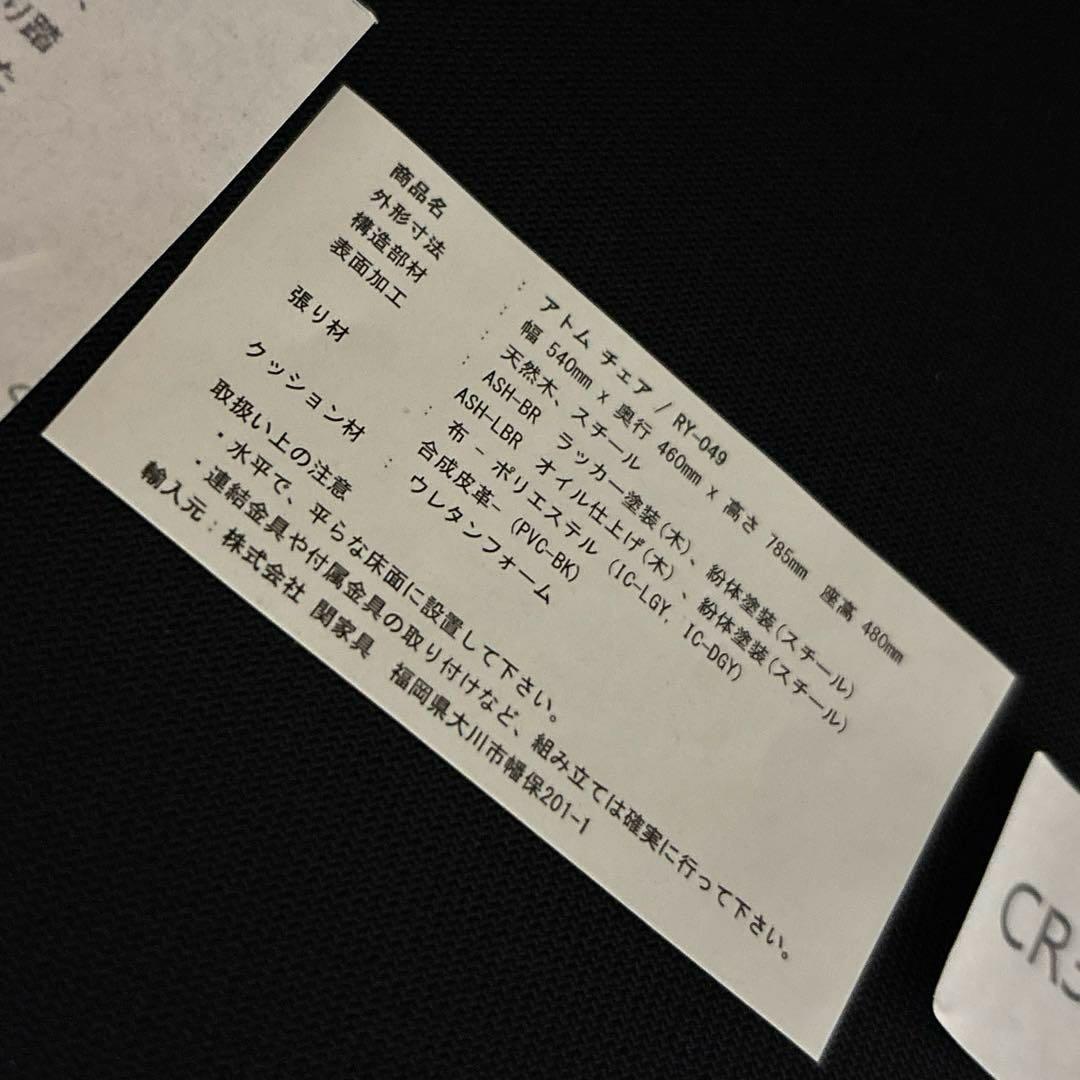 り踏
商品名 : アトム チェア / RY-049
外形寸法 : 幅 540mm x 奥行 460mm x 高さ 785mm 座高 480mm
構造部材 : 天然木、スチール
表面加工 : ASH-BR ラッカー塗装(木)、紛体塗装(スチール)
ASH-LBR オイル仕上げ(木)、紛体塗装(スチール)
張り材 : 布 - ポリエステル (IC-LGY, IC-DGY)
合成皮革- (PVC-BK)
クッション材 : ウレタンフォーム
取扱い上の注意
・水平で、平らな床面に設置して下さい。
・連結金具や付属金具の取り付けなど、組み立ては確実に行って下さい。
輸入元：株式会社 関家具 福岡県大川市幡保201-1
CR